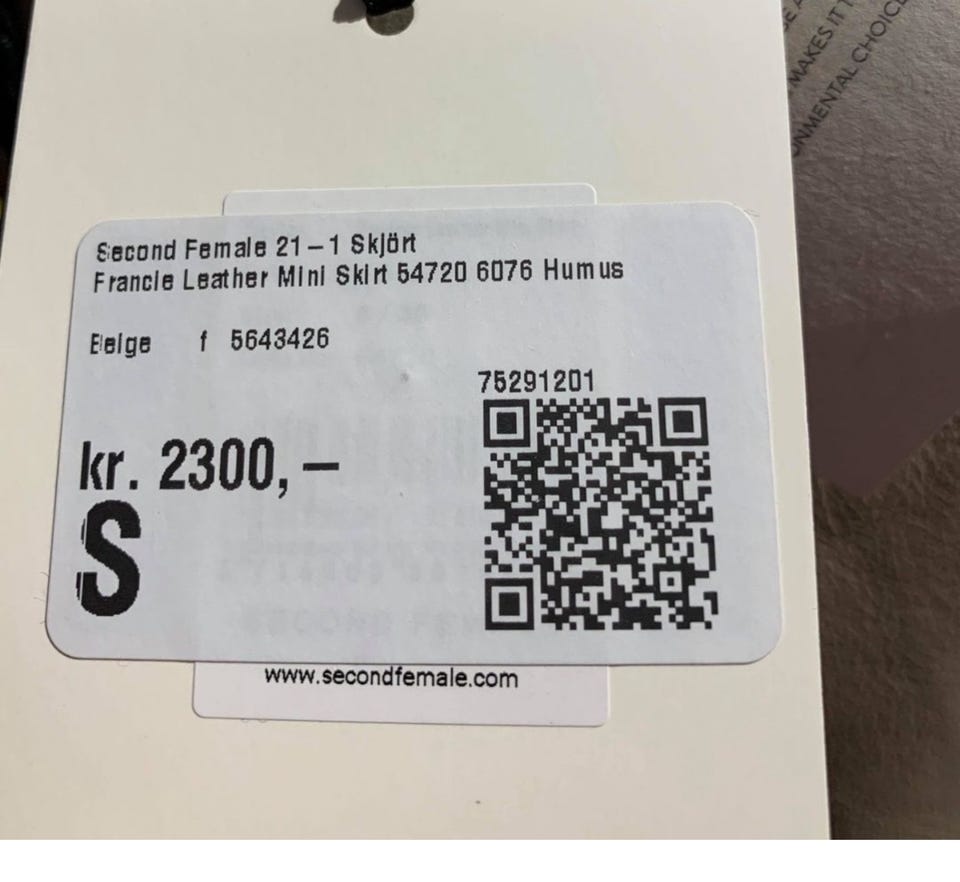 SE A
MAKES IT T
ONMENTAL CHOICE
Second Female 21–1 Skjört
Francie Leather Mini Skirt 54720 6076 Humus
Beige f 5643426
75291201
kr. 2300,–
S
www.secondfemale.com